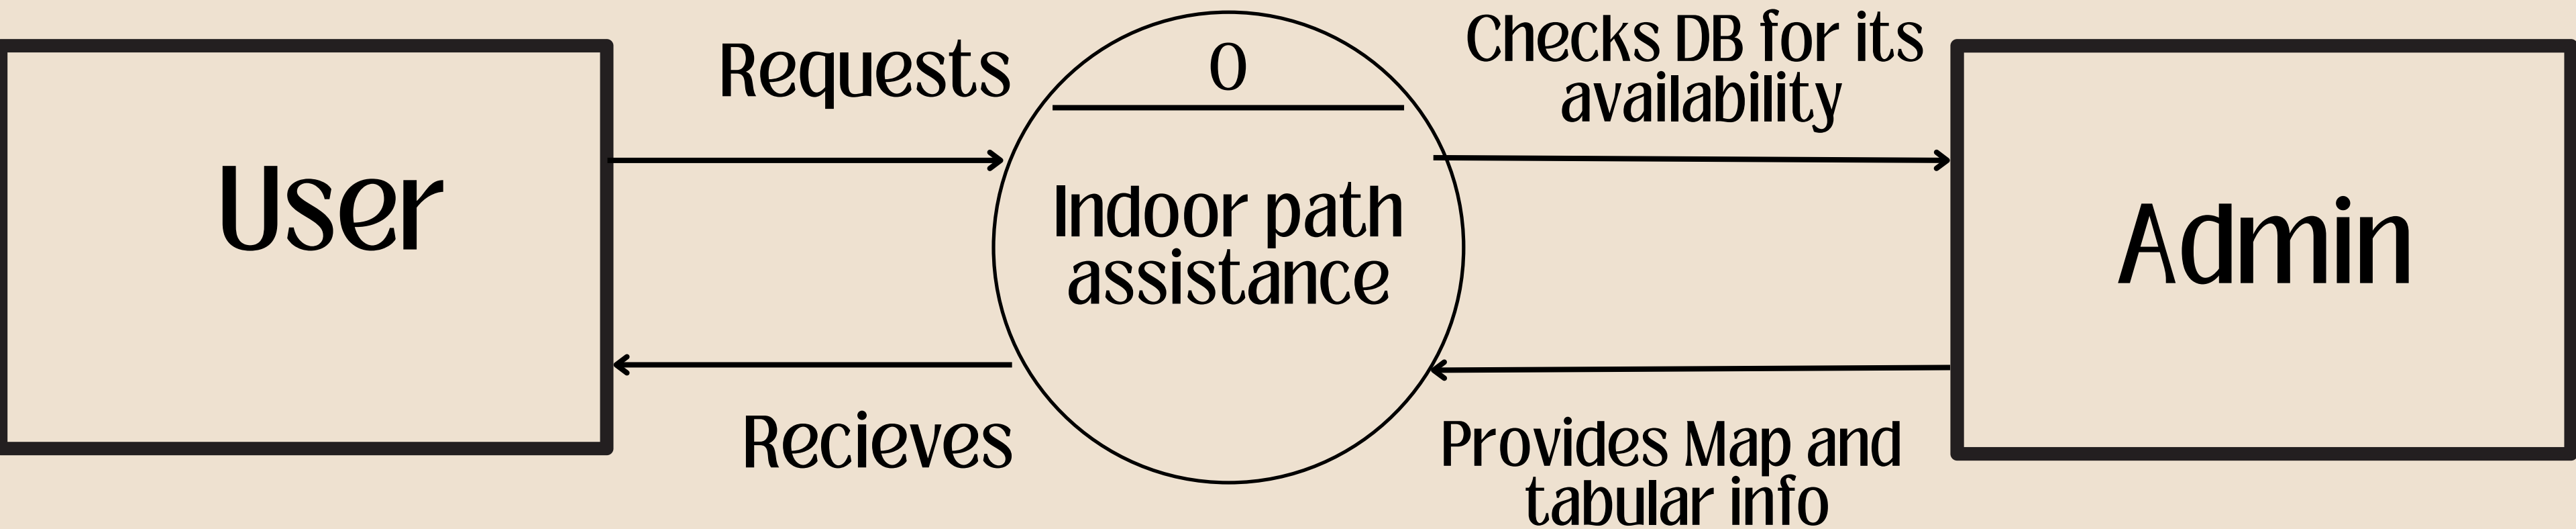 User
Requests
Recieves
0
Indoor path
assistance
Checks DB for its
availability
Provides Map and
tabular info
Admin